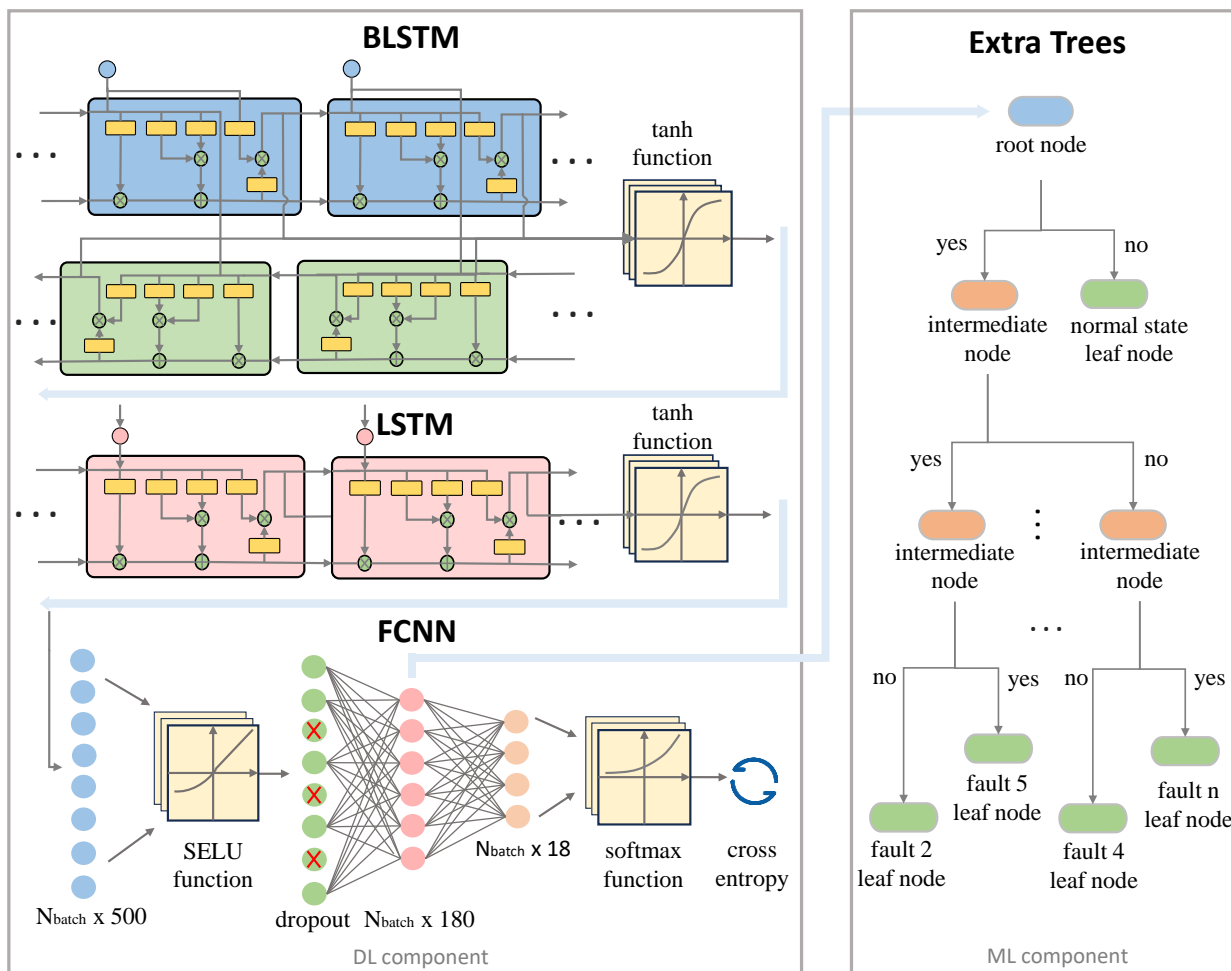 BLSTM
tanh
function
. . .
. . .
. . .
. . .
LSTM
tanh
function
. . .
. . .
FCNN
SELU
function
N_batch x 500
dropout
N_batch x 180
N_batch x 18
softmax
function
cross
entropy
DL component
Extra Trees
root node
yes
no
intermediate
node
normal state
leaf node
yes
no
intermediate
node
intermediate
node
. . .
no
yes
no
yes
fault 5
leaf node
fault n
leaf node
fault 2
leaf node
fault 4
leaf node
ML component